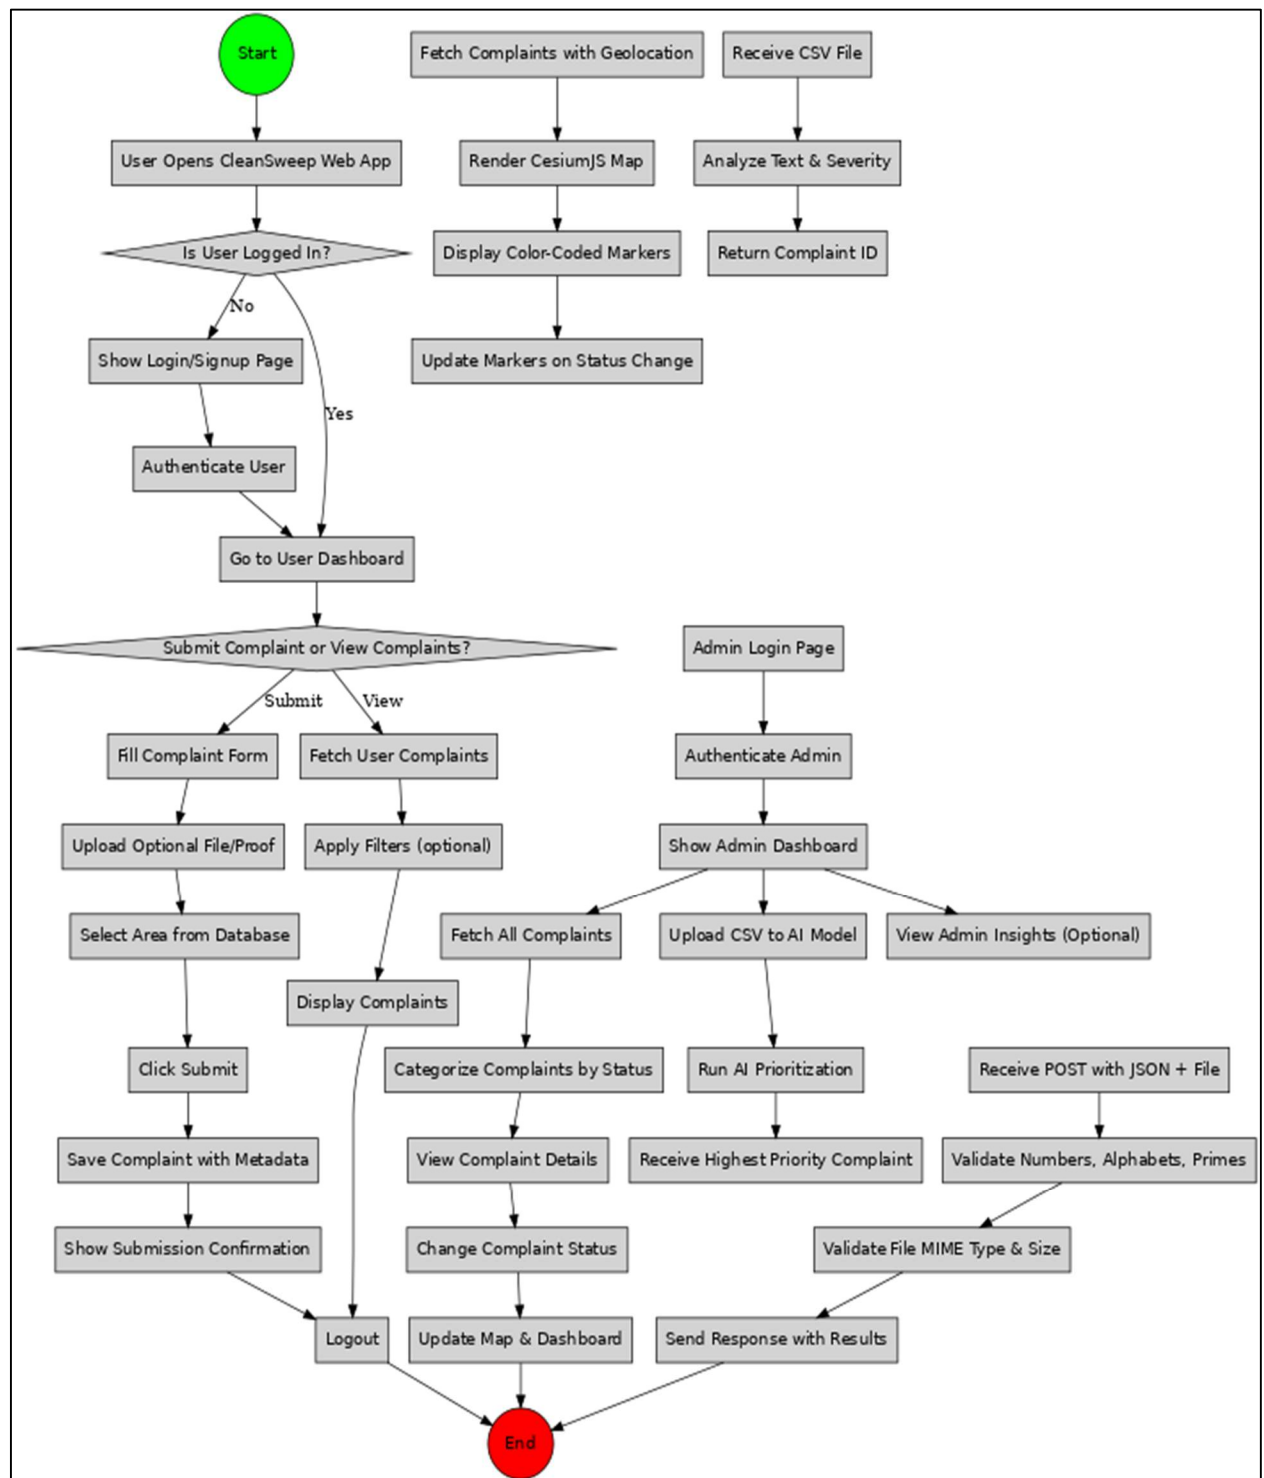 Start
Fetch Complaints with Geolocation
Receive CSV File
User Opens CleanSweep Web App
Render CesiumJS Map
Analyze Text & Severity
Is User Logged In?
Display Color-Coded Markers
Return Complaint ID
No
Show Login/Signup Page
Update Markers on Status Change
Yes
Authenticate User
Go to User Dashboard
Submit Complaint or View Complaints?
Admin Login Page
Submit
View
Fill Complaint Form
Fetch User Complaints
Authenticate Admin
Upload Optional File/Proof
Apply Filters (optional)
Show Admin Dashboard
Select Area from Database
Fetch All Complaints
Upload CSV to AI Model
View Admin Insights (Optional)
Display Complaints
Click Submit
Categorize Complaints by Status
Run AI Prioritization
Receive POST with JSON + File
Save Complaint with Metadata
View Complaint Details
Receive Highest Priority Complaint
Validate Numbers, Alphabets, Primes
Show Submission Confirmation
Change Complaint Status
Validate File MIME Type & Size
Logout
Update Map & Dashboard
Send Response with Results
End